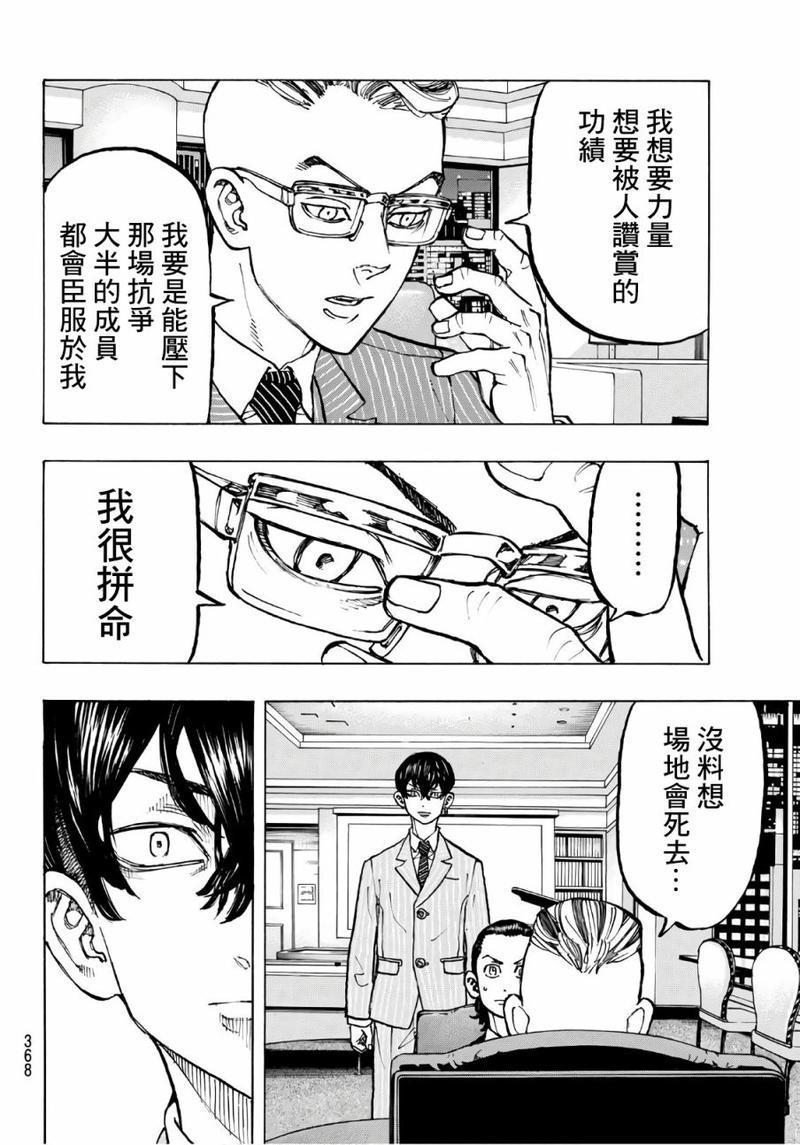 我想要力量
想要被人讚賞的
功績
我要是能壓下
那場抗爭
大半的成員
都會臣服於我
………
我很拼命
沒料想
場地會死去…
368